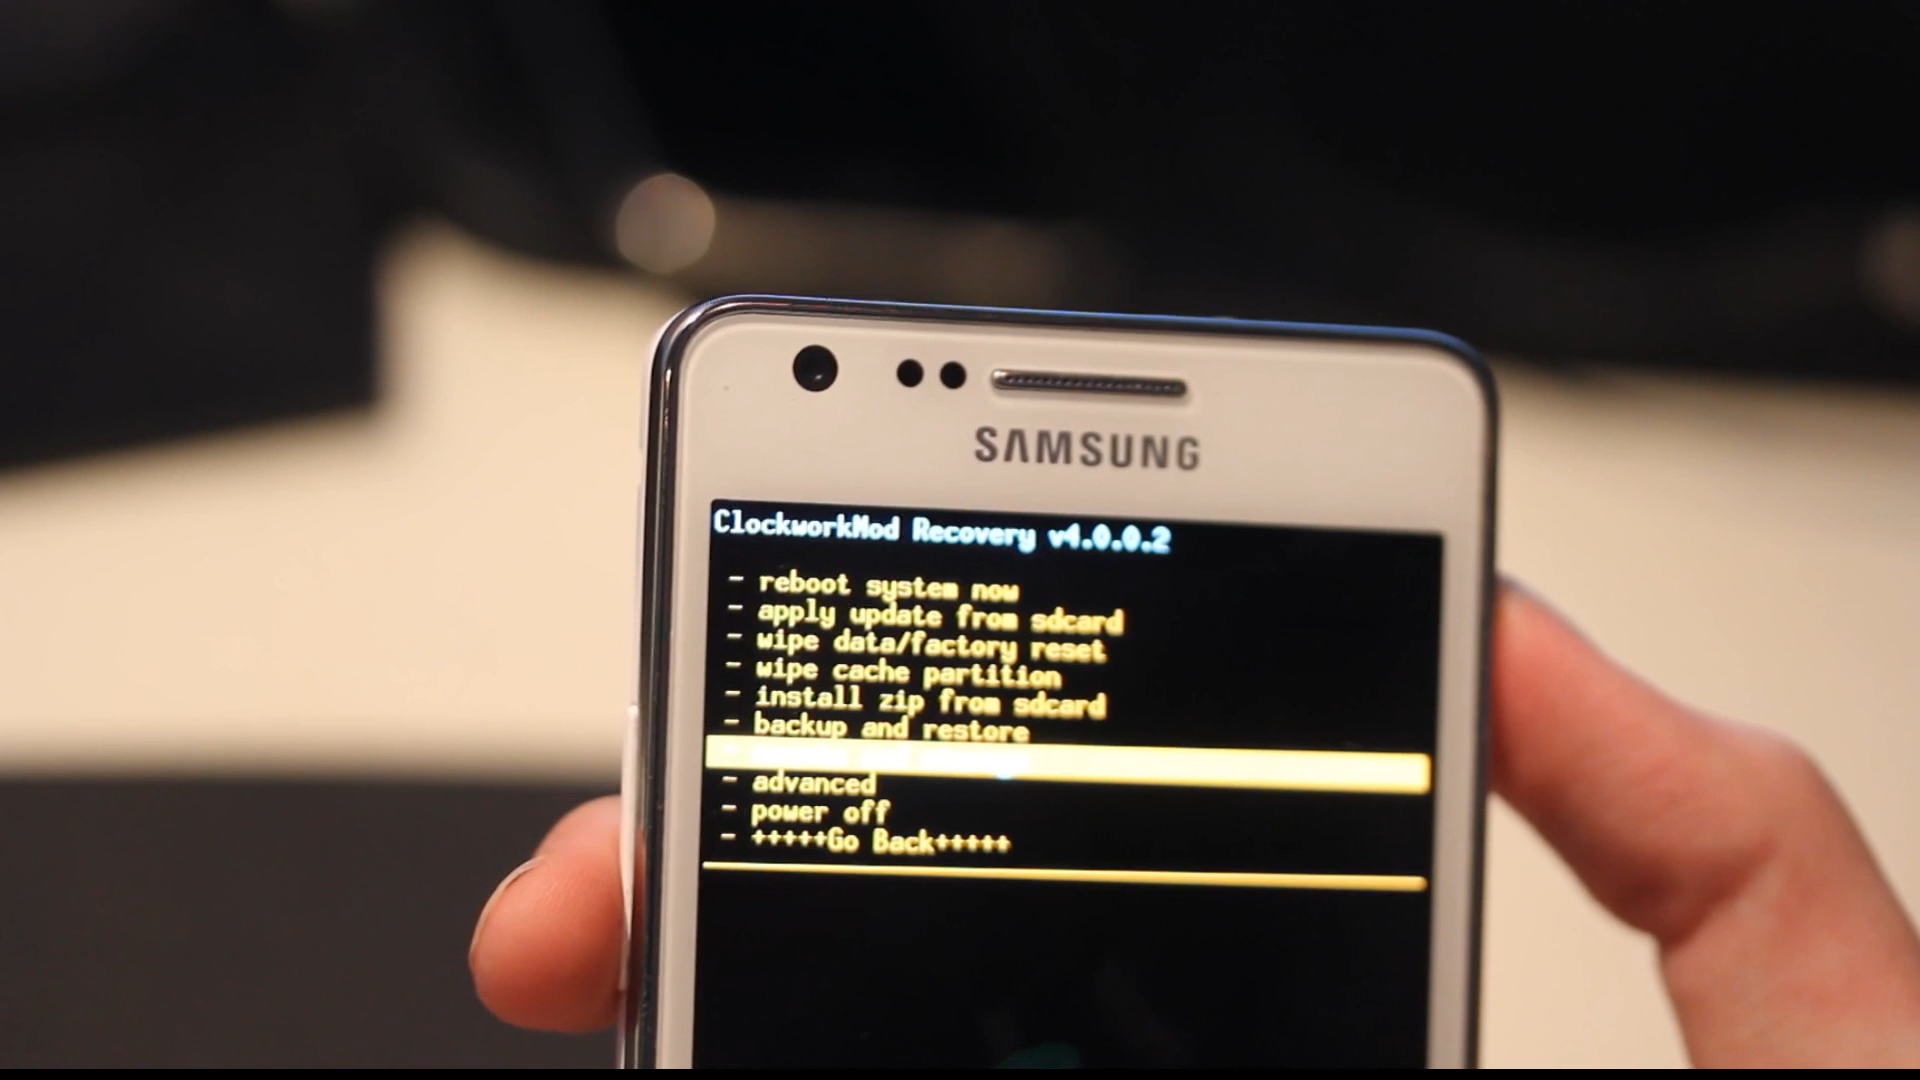 SAMSUNG
ClockworkMod Recovery v4.0.0.2
- reboot system now
- apply update from sdcard
- wipe data/factory reset
- wipe cache partition
- install zip from sdcard
- backup and restore
- advanced
- power off
- +++++Go Back+++++